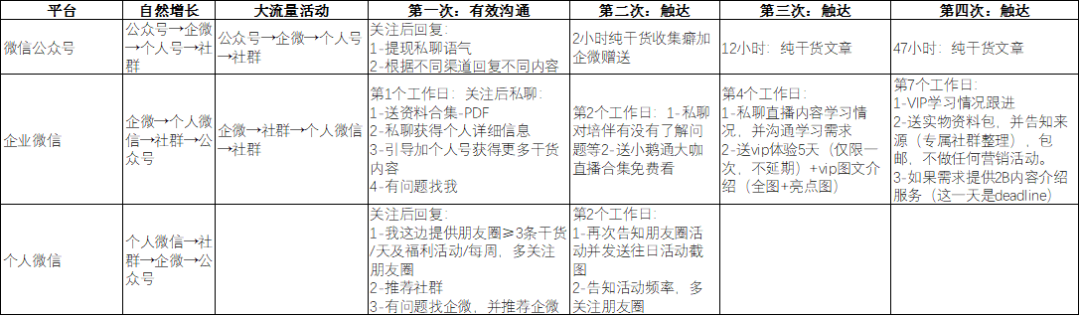 平台
自然增长
大流量活动
第一次：有效沟通
第二次：触达
第三次：触达
第四次：触达
微信公众号
公众号→企微→
个人号→社
群
公众号→企微→个人号
→社群
关注后回复：
1-提现私聊语气
2-根据不同渠道回复不同内容
2小时纯干货收集癖加
企微赠送
12小时：纯干货文章
47小时：纯干货文章
企业微信
企微→个人微
信→社群→公
众号
企微→社群→个人微信
→社群
第1个工作日：关注后私聊：
1-送资料合集-PDF
2-私聊获得个人详细信息
3-引导加个人号获得更多干货
内容
4-有问题找我
第2个工作日：1-私聊
对培伴有没有了解问
题等2-送小鹅通大咖
直播合集免费看
第4个工作日：
1-私聊直播内容学习情
况，并沟通学习需求
2-送vip体验5天（仅限一
次，不延期）+vip图文介
绍（全图+亮点图）
第7个工作日：
1-VIP学习情况跟进
2-送实物资料包，并告知来
源（专属社群整理），包
邮，不做任何营销活动。
3-如果需求提供2B内容介绍
服务（这一天是deadline）
个人微信
个人微信→社
群→企微→公
众号
关注后回复：
1-我这边提供朋友圈≥3条干货
/天及福利活动/每周，多关注
朋友圈
2-推荐社群
3-有问题找企微，并推荐企微
第2个工作日：
1-再次告知朋友圈活
动并发送往日活动截
图
2-告知活动频率，多
关注朋友圈